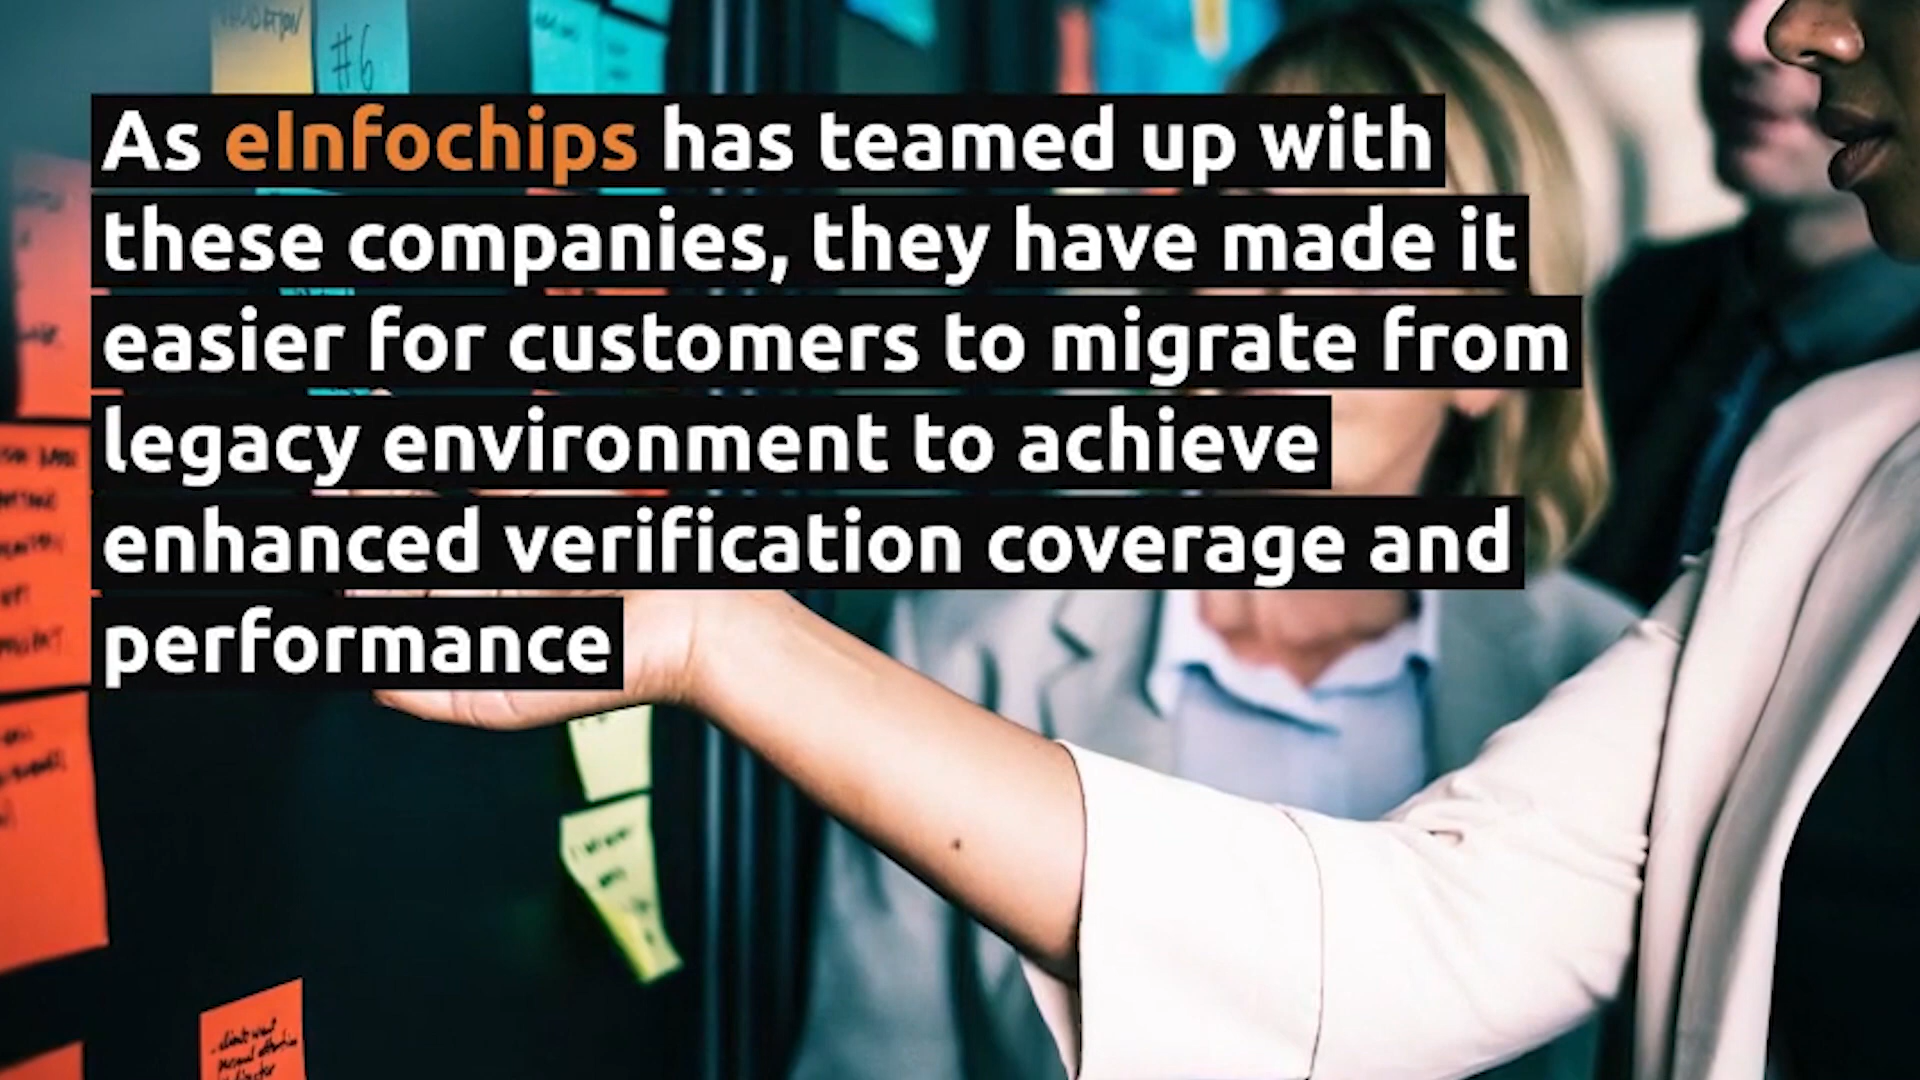 #6
As eInfochips has teamed up with
these companies, they have made it
easier for customers to migrate from
legacy environment to achieve
enhanced verification coverage and
performance